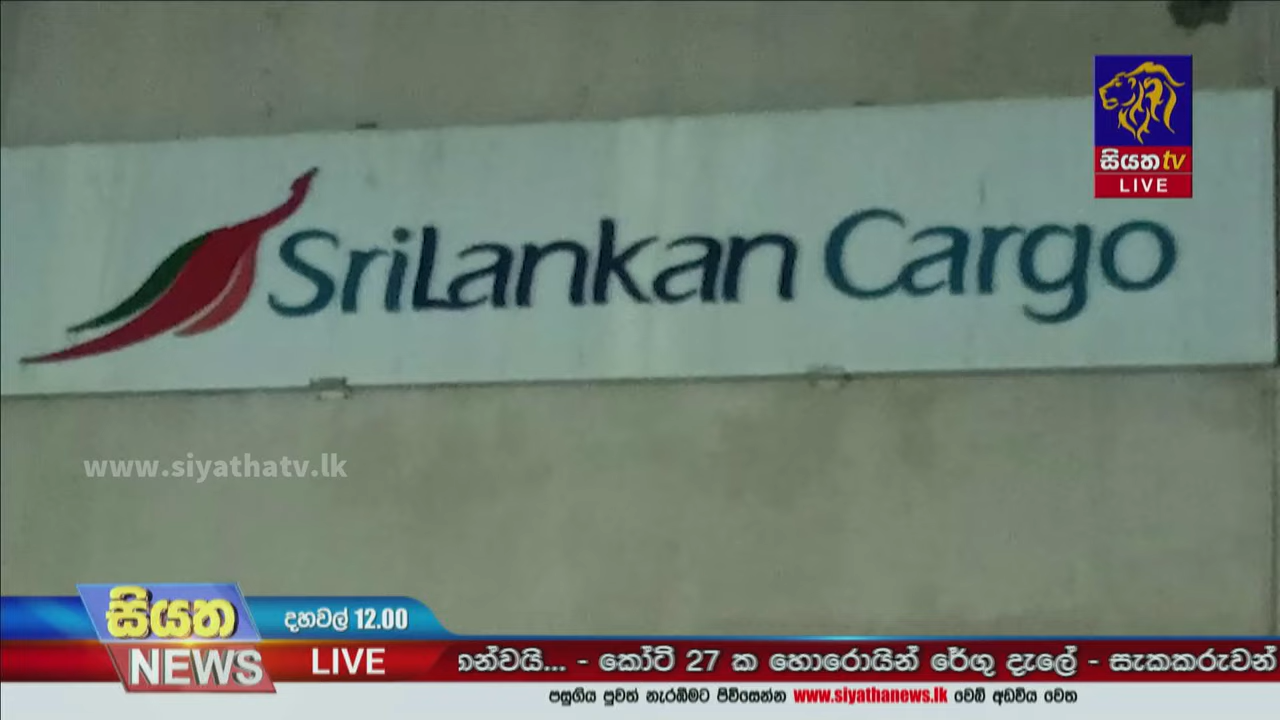 සියත tv
LIVE
SriLankan Cargo
www.siyathatv.lk
සියත
දහවල් 12.00
NEWS
LIVE
- කෝටි 27 ක හොරොයින් රේගු දැලේ - සැකකරුවන්
පසුගිය පුවත් නැරඹීමට පිවිසෙන්න www.siyathanews.lk වෙබ් අඩවිය වෙත